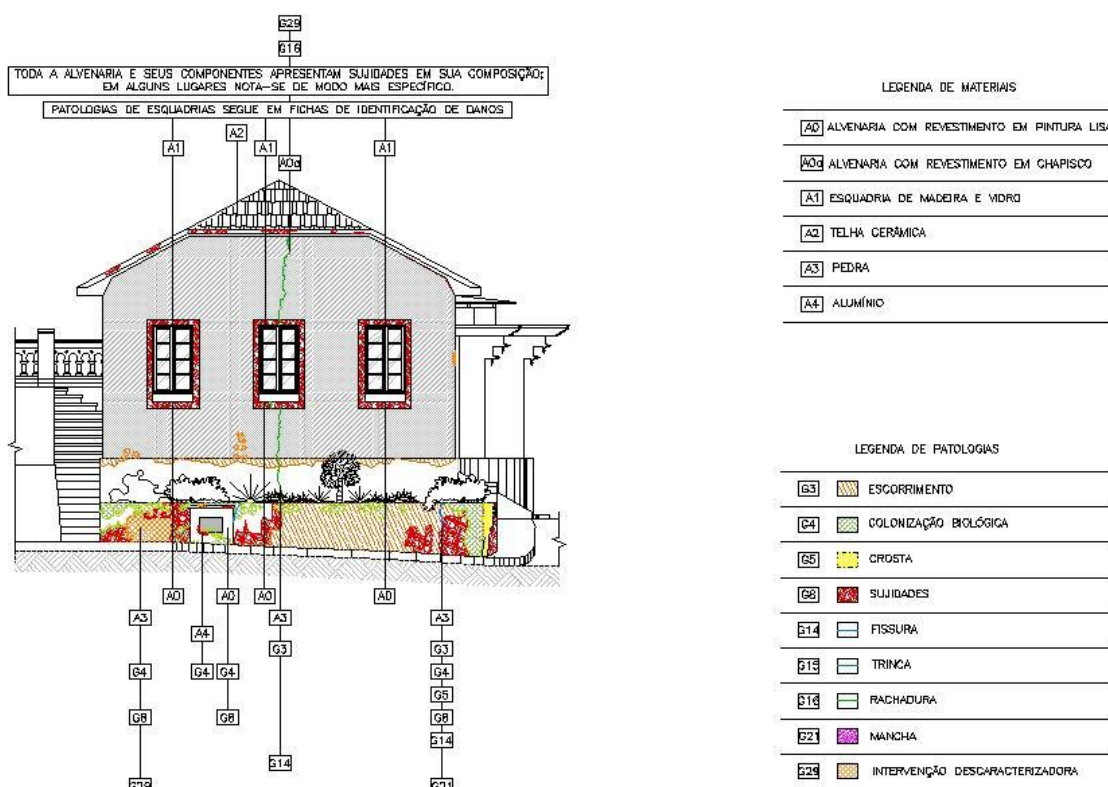 G29
G16
TODA A ALVENARIA E SEUS COMPONENTES APRESENTAM SUJIDADES EM SUA COMPOSIÇÃO;
EM ALGUNS LUGARES NOTA-SE DE MODO MAIS ESPECÍFICO.
PATOLOGIAS DE ESQUADRIAS SEGUE EM FICHAS DE IDENTIFICAÇÃO DE DANOS
A2
A1 A1 A1
A0a
A0 A0 A0 A0
A3 A3 A3
A4
G3 G3
G4 G4 G4 G4
G5
G8 G8 G8
G14
G14
G29 G21
LEGENDA DE MATERIAIS
A0 ALVENARIA COM REVESTIMENTO EM PINTURA LISA
A0a ALVENARIA COM REVESTIMENTO EM CHAPISCO
A1 ESQUADRIA DE MADEIRA E VIDRO
A2 TELHA CERÂMICA
A3 PEDRA
A4 ALUMÍNIO
LEGENDA DE PATOLOGIAS
G3 ESCORRIMENTO
G4 COLONIZAÇÃO BIOLÓGICA
G5 CROSTA
G8 SUJIDADES
G14 FISSURA
G15 TRINCA
G16 RACHADURA
G21 MANCHA
G29 INTERVENÇÃO DESCARACTERIZADORA